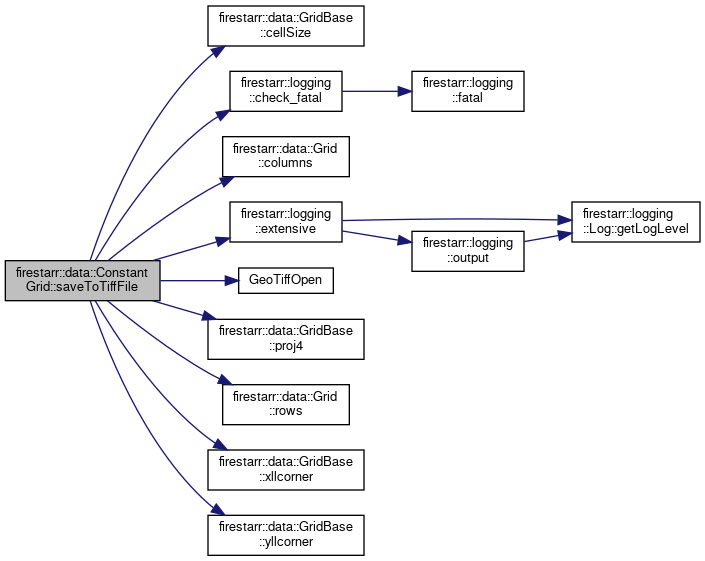 firestarr::data::GridBase
::cellSize
firestarr::logging
::check_fatal
firestarr::logging
::fatal
firestarr::data::Grid
::columns
firestarr::logging
::extensive
firestarr::logging
::Log::getLogLevel
firestarr::logging
::output
firestarr::data::Constant
Grid::saveToTiffFile
GeoTiffOpen
firestarr::data::GridBase
::proj4
firestarr::data::Grid
::rows
firestarr::data::GridBase
::xllcorner
firestarr::data::GridBase
::yllcorner